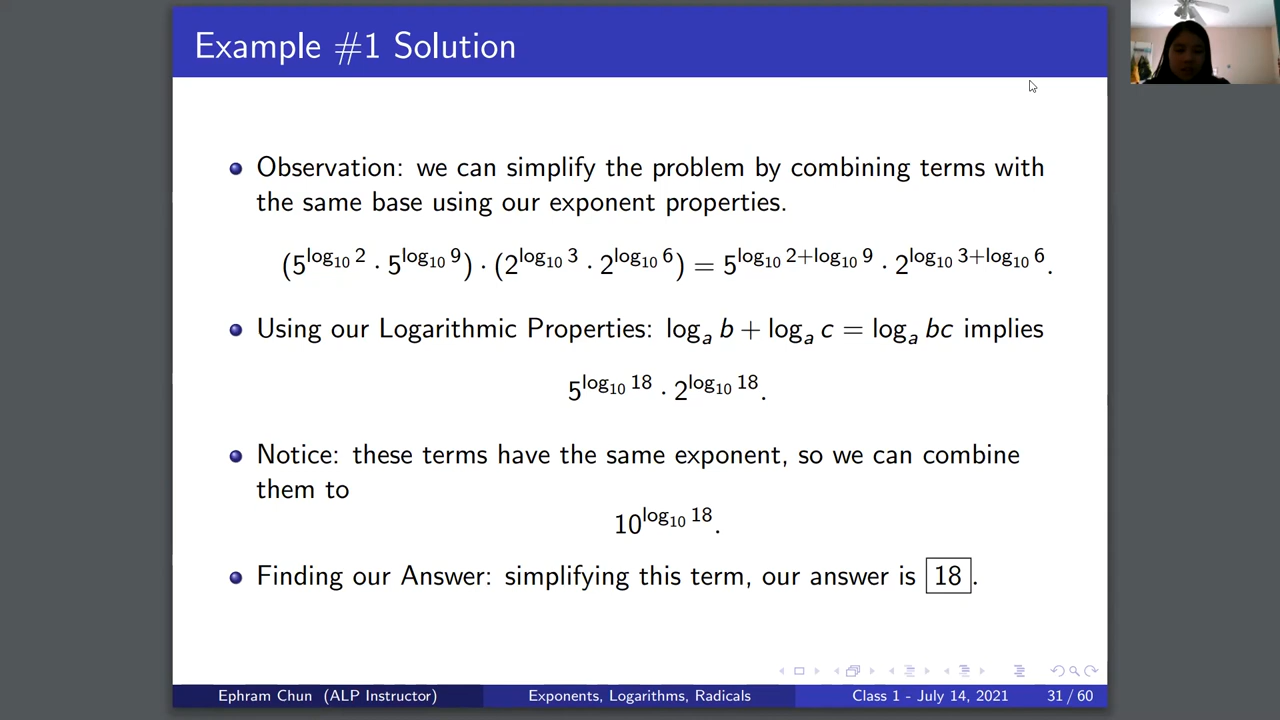 Example #1 Solution
Observation: we can simplify the problem by combining terms with
the same base using our exponent properties.
(5^{log_{10} 2} · 5^{log_{10} 9}) · (2^{log_{10} 3} · 2^{log_{10} 6}) = 5^{log_{10} 2+log_{10} 9} · 2^{log_{10} 3+log_{10} 6}.
Using our Logarithmic Properties: log_a b + log_a c = log_a bc implies
5^{log_{10} 18} · 2^{log_{10} 18}.
Notice: these terms have the same exponent, so we can combine
them to
10^{log_{10} 18}.
Finding our Answer: simplifying this term, our answer is 18.
Ephram Chun (ALP Instructor) Exponents, Logarithms, Radicals Class 1 - July 14, 2021 31 / 60